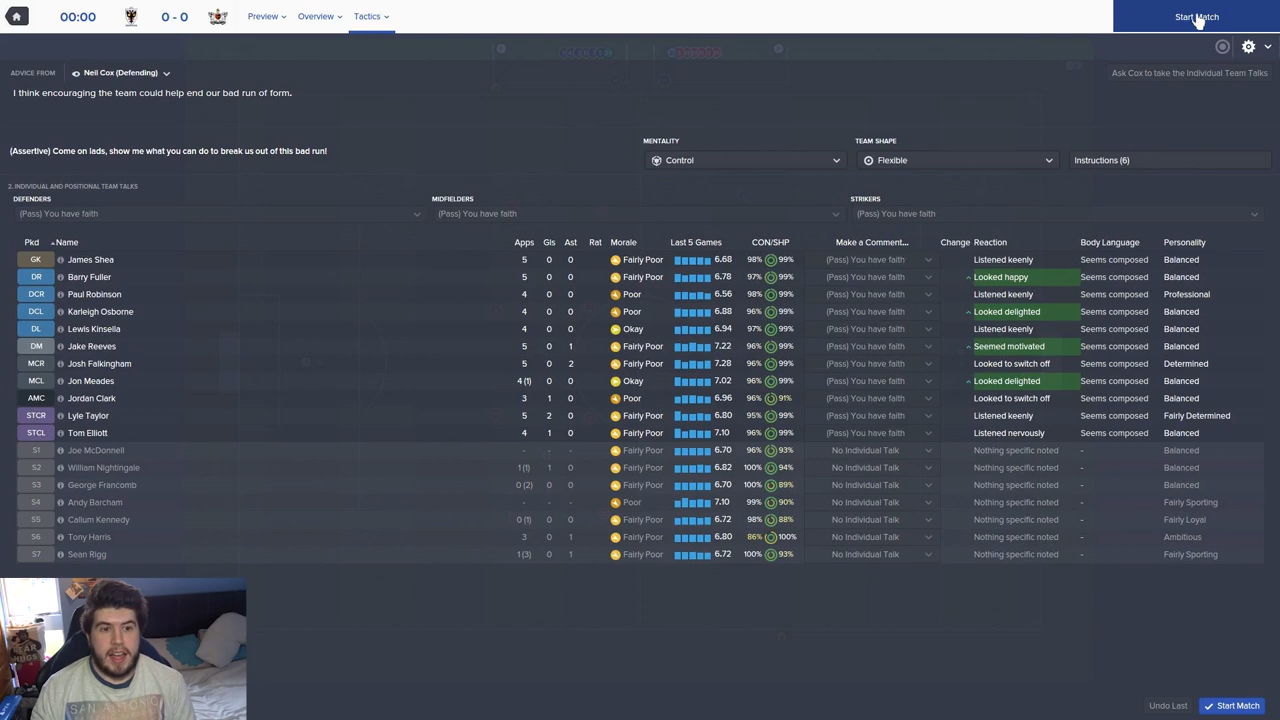 00:00 0 - 0 Preview Overview Tactics Start Match
ADVICE FROM Neil Cox (Defending) Ask Cox to take the Individual Team Talks
I think encouraging the team could help end our bad run of form.
MENTALITY TEAM SHAPE
(Assertive) Come on lads, show me what you can do to break us out of this bad run!
Control Flexible Instructions (6)
2. INDIVIDUAL AND POSITIONAL TEAM TALKS
DEFENDERS MIDFIELDERS STRIKERS
(Pass) You have faith (Pass) You have faith (Pass) You have faith
Pkd Name Apps Gls Ast Rat Morale Last 5 Games CON/SHP Make a Comment... Change Reaction Body Language Personality
GK James Shea 5 0 0 Fairly Poor 6.68 98% 99% (Pass) You have faith Listened keenly Seems composed Balanced
DR Barry Fuller 5 0 0 Fairly Poor 6.78 97% 99% (Pass) You have faith Looked happy Seems composed Balanced
DCR Paul Robinson 4 0 0 Poor 6.56 98% 99% (Pass) You have faith Listened keenly Seems composed Professional
DCL Karleigh Osborne 4 0 0 Poor 6.88 96% 99% (Pass) You have faith Looked delighted Seems composed Balanced
DL Lewis Kinsella 4 0 0 Okay 6.94 97% 99% (Pass) You have faith Listened keenly Seems composed Balanced
DM Jake Reeves 5 0 1 Fairly Poor 7.22 96% 99% (Pass) You have faith Seemed motivated Seems composed Balanced
MCR Josh Falkingham 5 0 2 Fairly Poor 7.28 96% 99% (Pass) You have faith Looked to switch off Seems composed Determined
MCL Jon Meades 4 (1) 0 0 Okay 7.02 96% 99% (Pass) You have faith Looked delighted Seems composed Balanced
AMC Jordan Clark 3 1 0 Poor 6.96 96% 91% (Pass) You have faith Looked to switch off Seems composed Balanced
STCR Lyle Taylor 5 2 0 Fairly Poor 6.80 95% 99% (Pass) You have faith Listened keenly Seems composed Fairly Determined
STCL Tom Elliott 4 1 0 Fairly Poor 7.10 96% 99% (Pass) You have faith Listened nervously Seems composed Balanced
S1 Joe McDonnell - - - Fairly Poor 6.70 96% 93% No Individual Talk Nothing specific noted - Balanced
S2 William Nightingale 1 (1) 1 0 Fairly Poor 6.82 100% 94% No Individual Talk Nothing specific noted - Balanced
S3 George Francomb 0 (2) 0 0 Fairly Poor 6.70 100% 89% No Individual Talk Nothing specific noted - Balanced
S4 Andy Barcham - - - Poor 7.10 99% 90% No Individual Talk Nothing specific noted - Fairly Sporting
S5 Callum Kennedy 0 (1) 0 0 Fairly Poor 6.72 98% 88% No Individual Talk Nothing specific noted - Fairly Loyal
S6 Tony Harris 3 0 1 Fairly Poor 6.80 86% 100% No Individual Talk Nothing specific noted - Ambitious
S7 Sean Rigg 1 (3) 0 1 Fairly Poor 6.72 100% 93% No Individual Talk Nothing specific noted - Fairly Sporting
BEAR HUGS
SAN ANTONIO
Undo Last Start Match